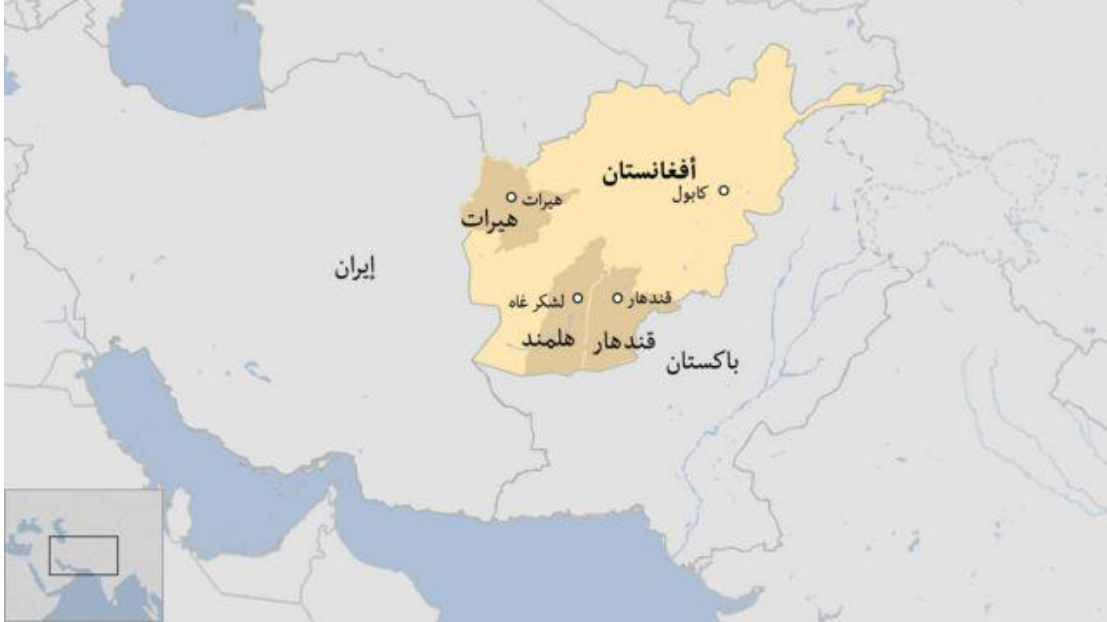 أفغانستان
كابول
هيرات
هيرات
إيران
قندهار
لشكر غاه
قندهار
هلمند
باكستان